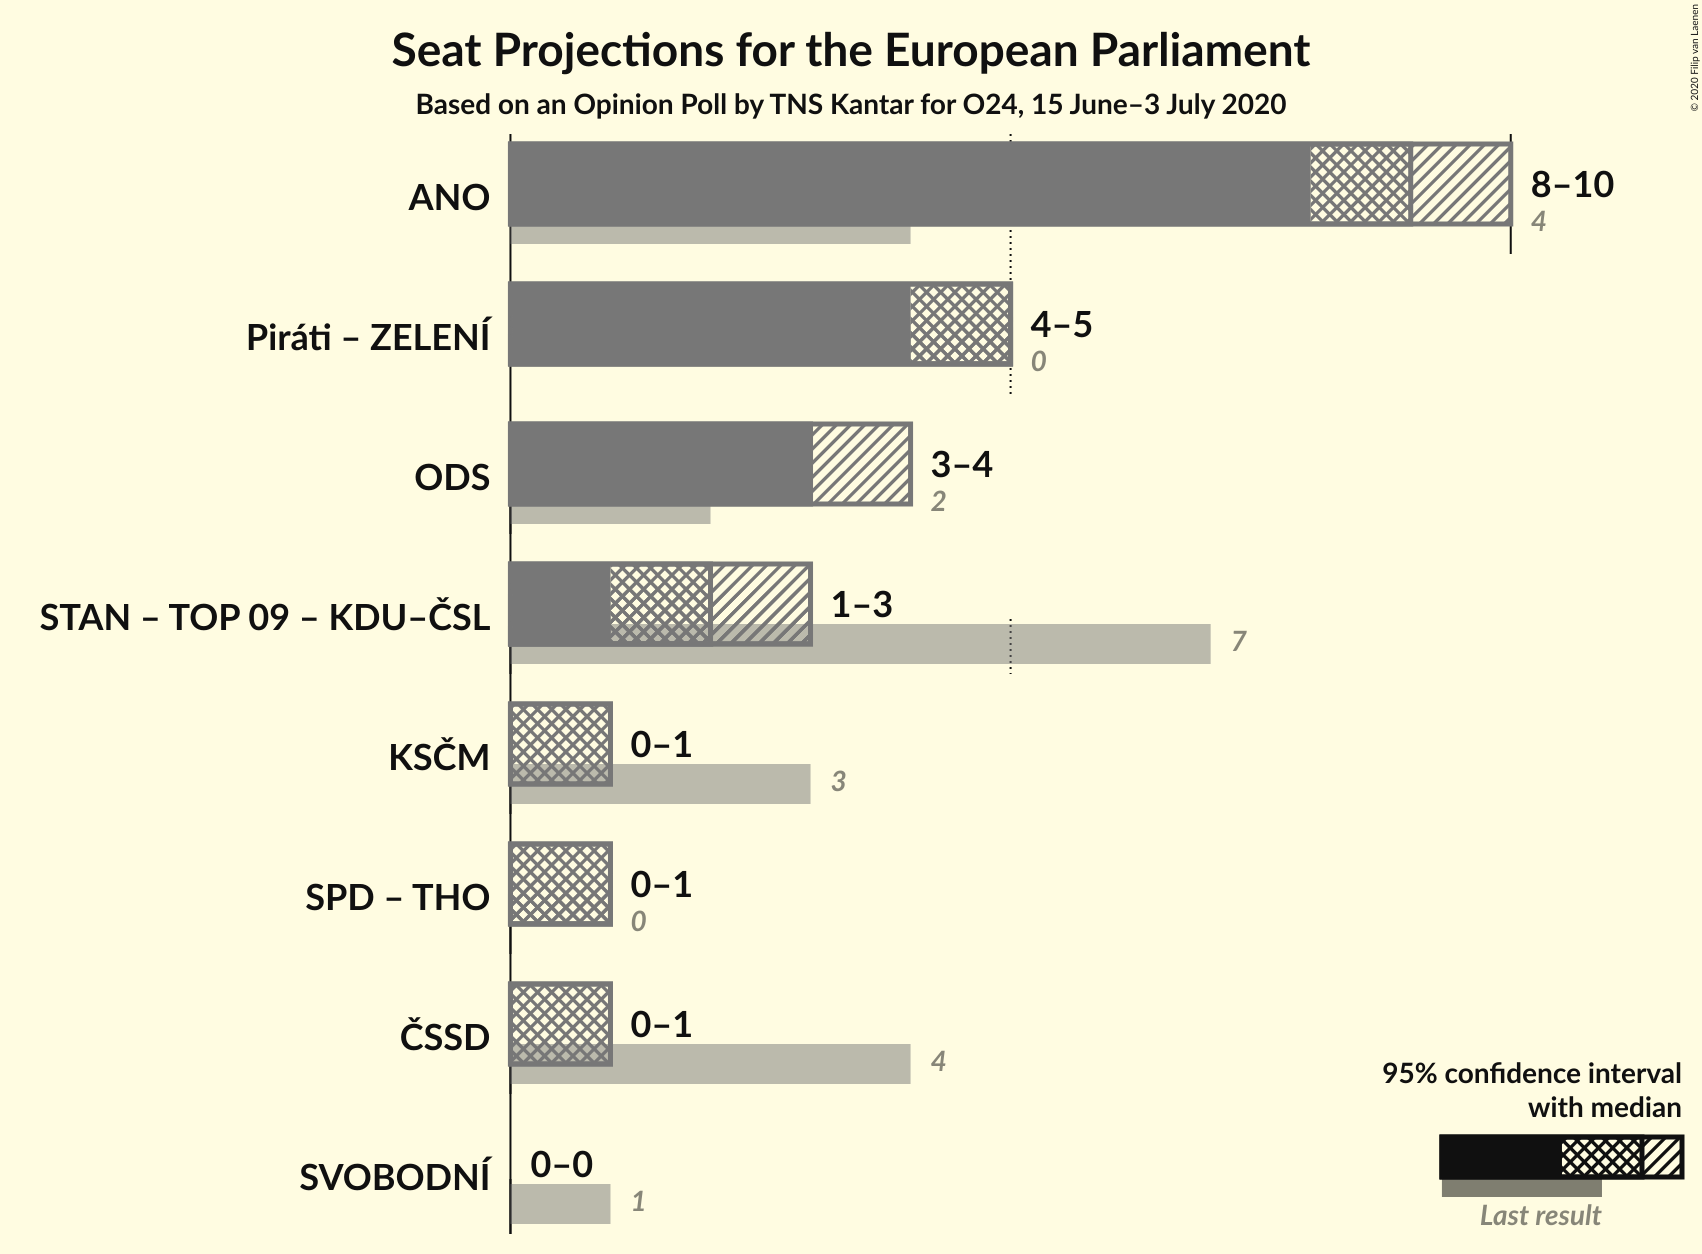 Seat Projections for the European Parliament
Based on an Opinion Poll by TNS Kantar for O24, 15 June–3 July 2020
© 2020 Filip van Laenen
ANO
8–10
4
Piráti – ZELENÍ
4–5
0
ODS
3–4
2
STAN – TOP 09 – KDU–ČSL
1–3
7
KSČM
0–1
3
SPD – THO
0–1
0
ČSSD
0–1
4
SVOBODNÍ
0–0
1
95% confidence interval
with median
Last result